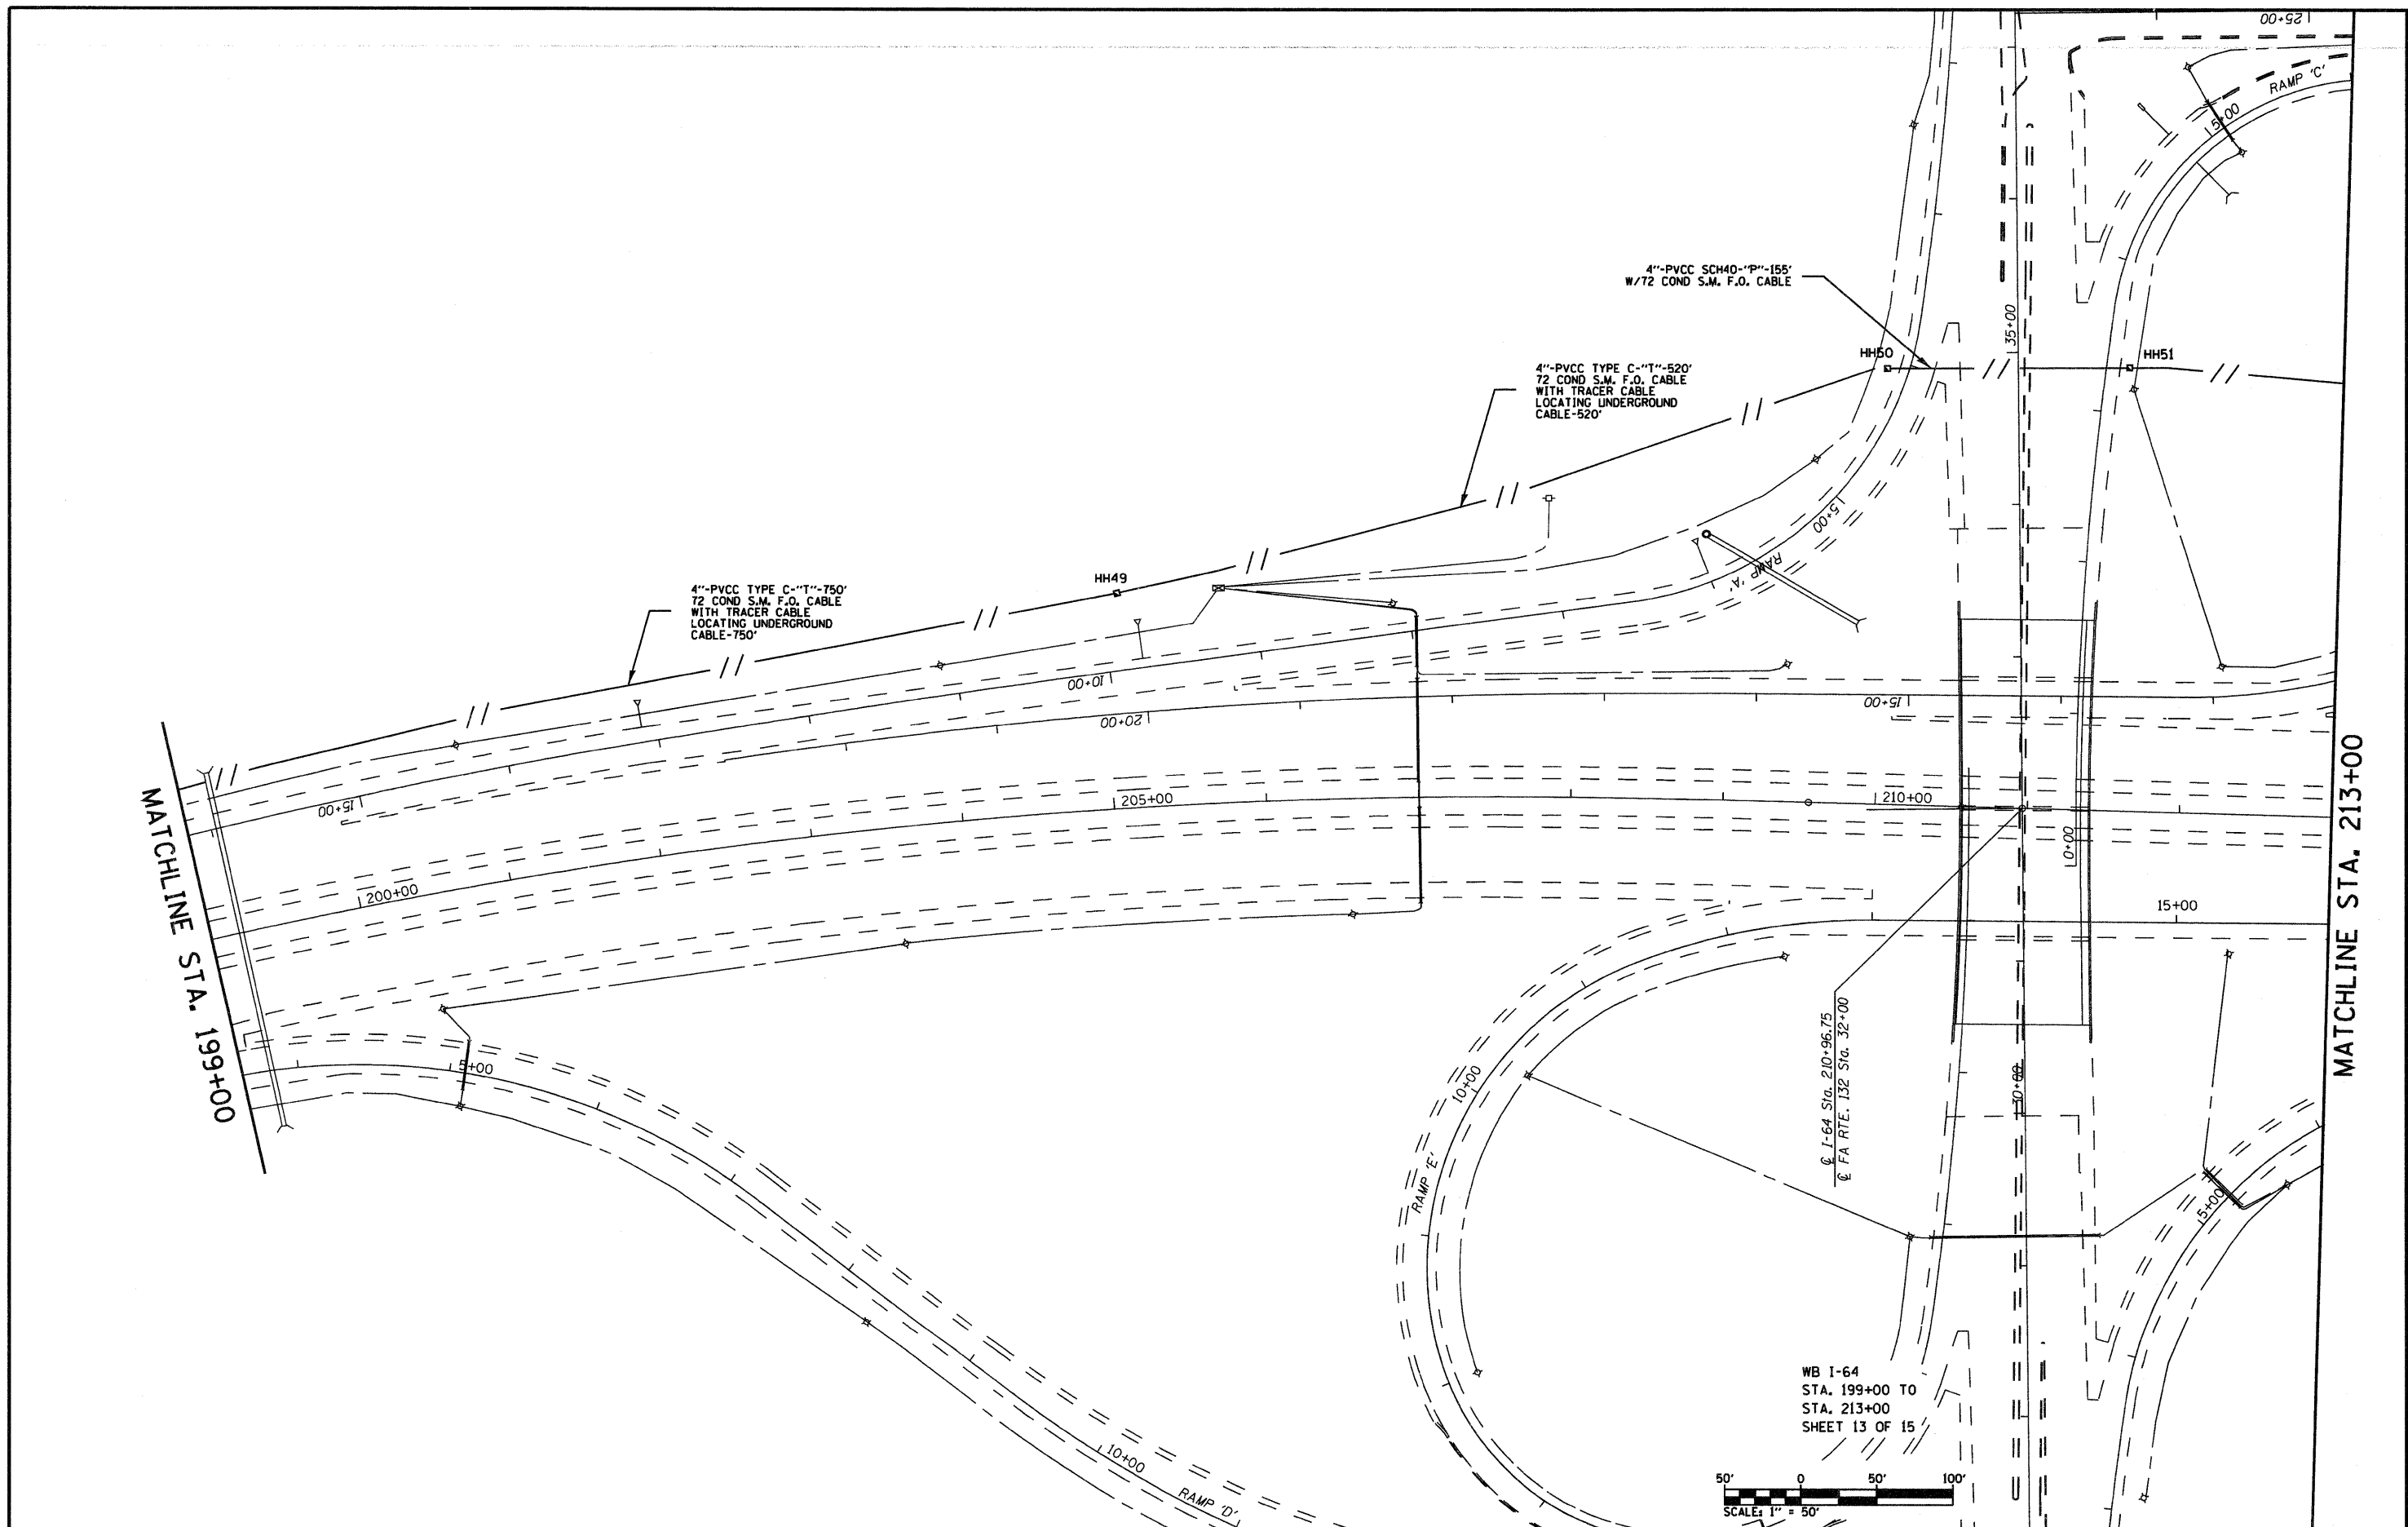 25+00
RAMP 'C'
5+00
4"-PVCC SCH40-"P"-155'
W/72 COND S.M. F.O. CABLE
35+00
HH50
HH51
4"-PVCC TYPE C-"T"-520'
72 COND S.M. F.O. CABLE
WITH TRACER CABLE
LOCATING UNDERGROUND
CABLE-520'
5+00
RAMP 'A'
HH49
4"-PVCC TYPE C-"T"-750'
72 COND S.M. F.O. CABLE
WITH TRACER CABLE
LOCATING UNDERGROUND
CABLE-750'
10+00
20+00
15+00
15+00
205+00
210+00
0+00
200+00
MATCHLINE STA. 199+00
MATCHLINE STA. 213+00
15+00
5+00
10+00
RAMP 'E'
℄ I-64 Sta. 210+96.75
℄ FA RTE. 132 Sta. 32+00
30+00
5+00
10+00
RAMP 'D'
WB I-64
STA. 199+00 TO
STA. 213+00
SHEET 13 OF 15
50' 0 50' 100'
SCALE: 1" = 50'